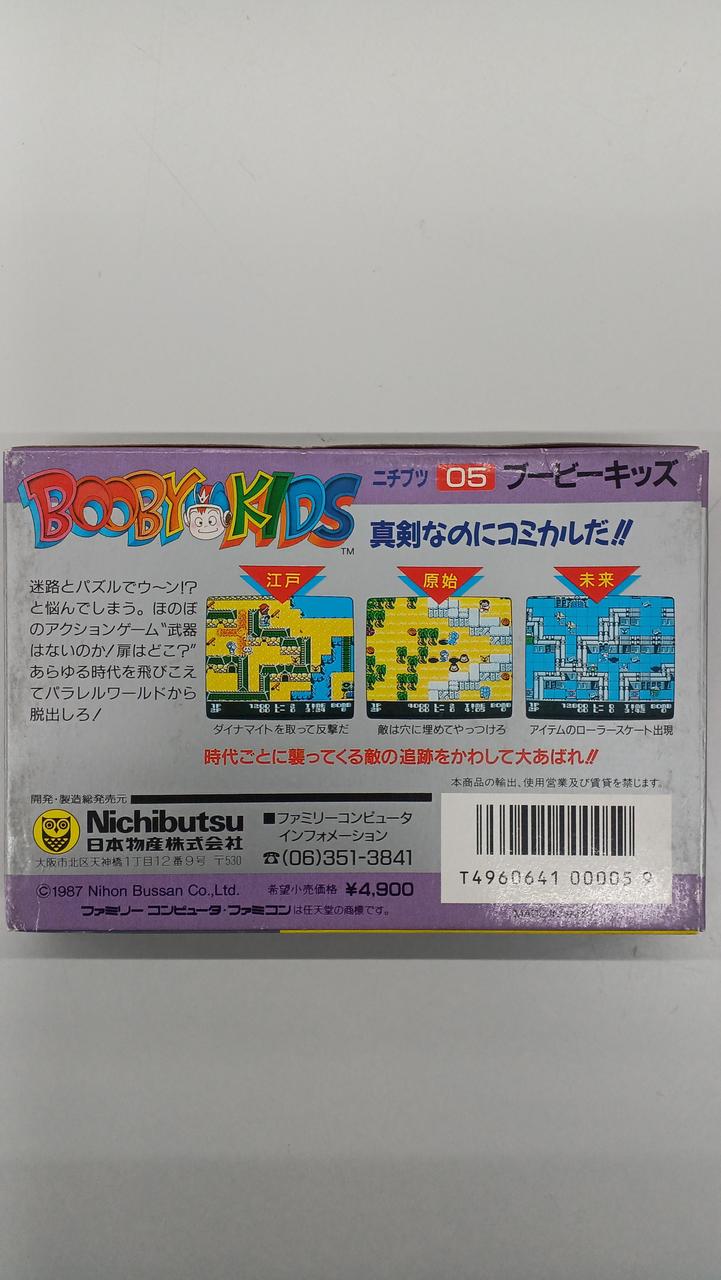 BOOBY KIDS
TM
ニチブツ 05 ブービーキッズ
真剣なのにコミカルだ!!
迷路とパズルでウ〜ン!?
と悩んでしまう。ほのぼ
のアクションゲーム"武器
はないのか!扉はどこ?"
あらゆる時代を飛びこえ
てパラレルワールドから
脱出しろ!
江戸
原始
未来
ダイナマイトを取って反撃だ
敵は穴に埋めてやっつけろ
アイテムのローラースケート出現
時代ごとに襲ってくる敵の追跡をかわして大あばれ!!
本商品の輸出、使用営業及び賃貸を禁じます。
開発・製造総発売元
Nichibutsu
日本物産株式会社
大阪市北区天神橋1丁目12番9号 〒530
■ファミリーコンピュータ
インフォメーション
☎(06)351-3841
T4960641 00005 9
©1987 Nihon Bussan Co.,Ltd. 希望小売価格 ¥4,900
ファミリーコンピュータ・ファミコンは任天堂の商標です。